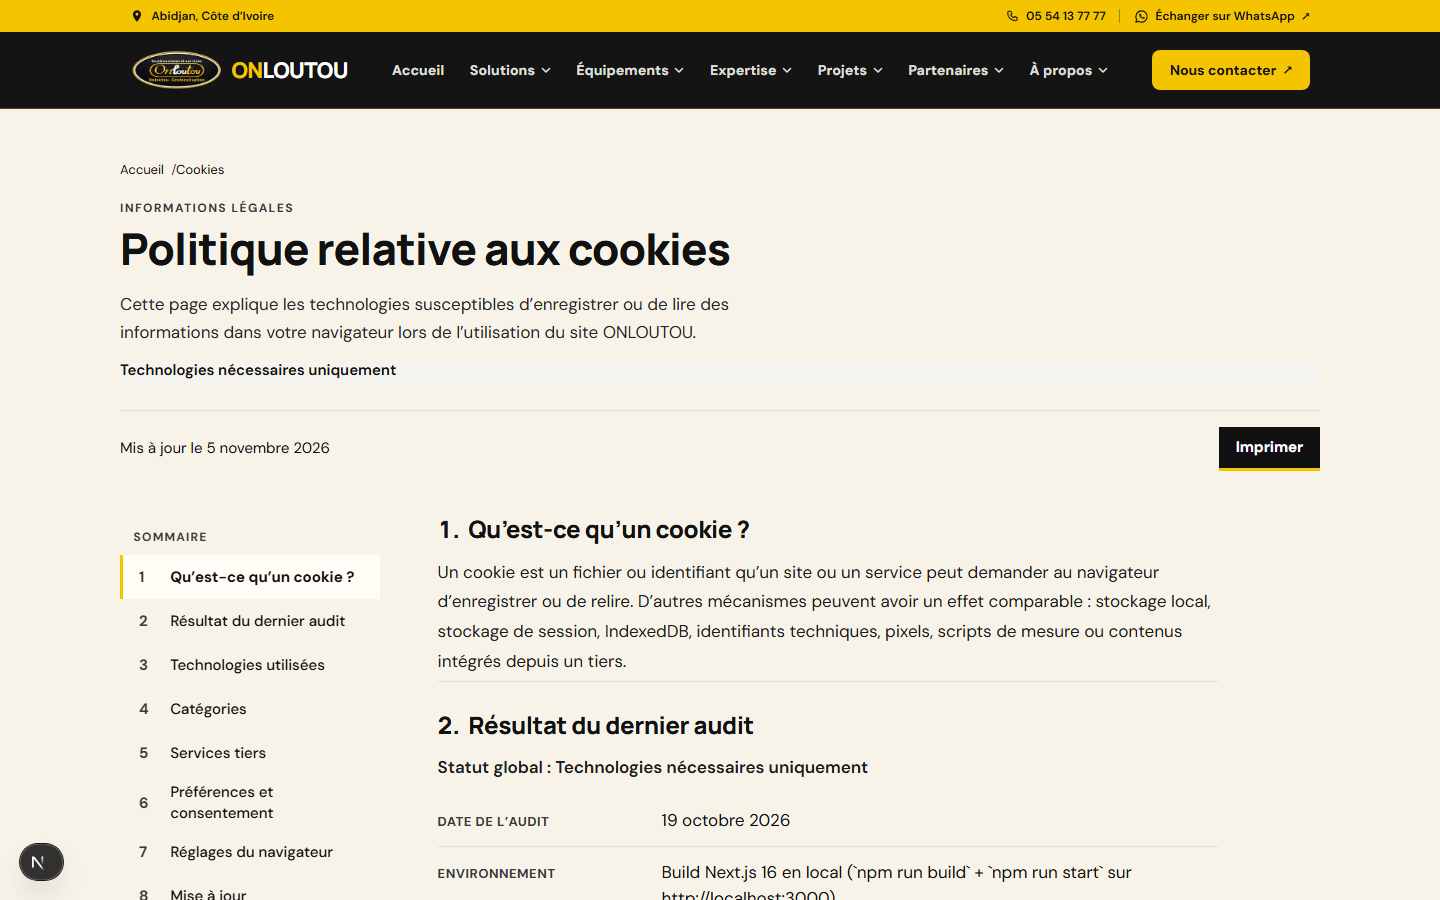 Abidjan, Côte d’Ivoire
05 54 13 77 77
Échanger sur WhatsApp ↗
Onloutou
ONLOUTOU
Accueil
Solutions
Équipements
Expertise
Projets
Partenaires
À propos
Nous contacter ↗
Accueil /Cookies
INFORMATIONS LÉGALES
Politique relative aux cookies
Cette page explique les technologies susceptibles d’enregistrer ou de lire des
informations dans votre navigateur lors de l’utilisation du site ONLOUTOU.
Technologies nécessaires uniquement
Mis à jour le 5 novembre 2026
Imprimer
SOMMAIRE
1 Qu’est-ce qu’un cookie ?
2 Résultat du dernier audit
3 Technologies utilisées
4 Catégories
5 Services tiers
6 Préférences et
consentement
7 Réglages du navigateur
8 Mise à jour
1. Qu’est-ce qu’un cookie ?
Un cookie est un fichier ou identifiant qu’un site ou un service peut demander au navigateur
d’enregistrer ou de relire. D’autres mécanismes peuvent avoir un effet comparable : stockage local,
stockage de session, IndexedDB, identifiants techniques, pixels, scripts de mesure ou contenus
intégrés depuis un tiers.
2. Résultat du dernier audit
Statut global : Technologies nécessaires uniquement
DATE DE L’AUDIT
19 octobre 2026
ENVIRONNEMENT
Build Next.js 16 en local (`npm run build` + `npm run start` sur
http://localhost:3000)
N